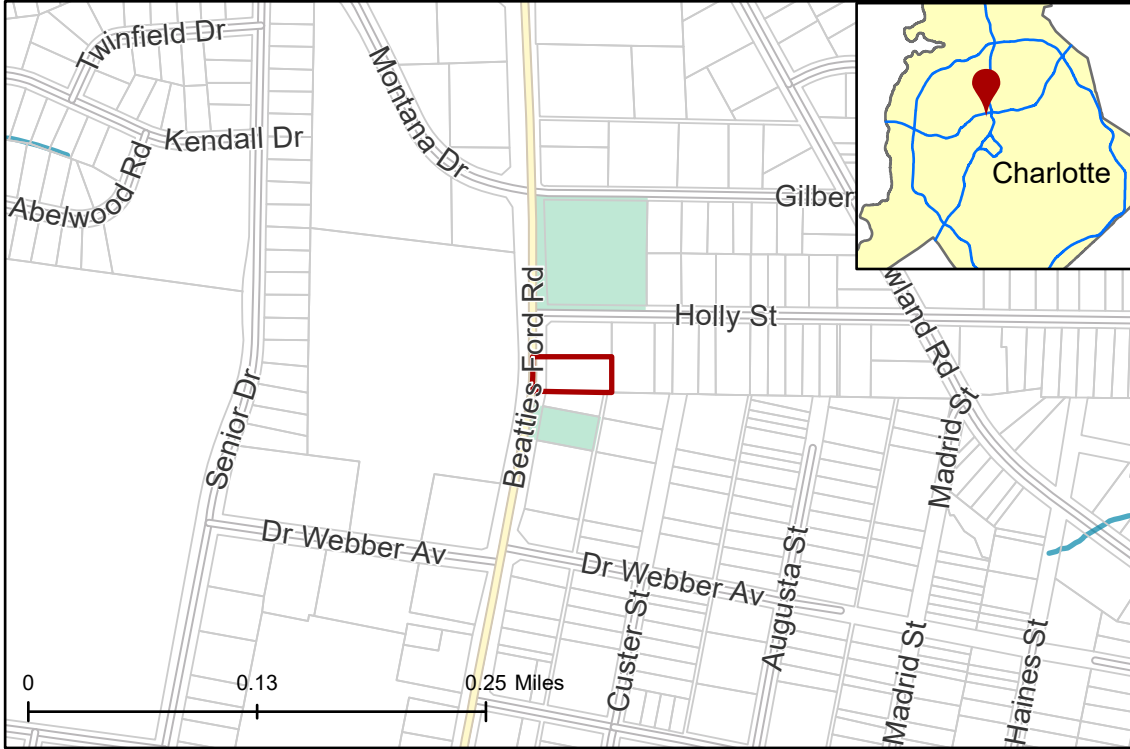 Twinfield Dr
Montana Dr
Kendall Dr
Abelwood Rd
Charlotte
Gilber
Holly St
wland Rd
Beatties Ford Rd
Senior Dr
Madrid St
Dr Webber Av
Dr Webber Av
Augusta St
Custer St
Madrid St
Haines St
0
0.13
0.25 Miles